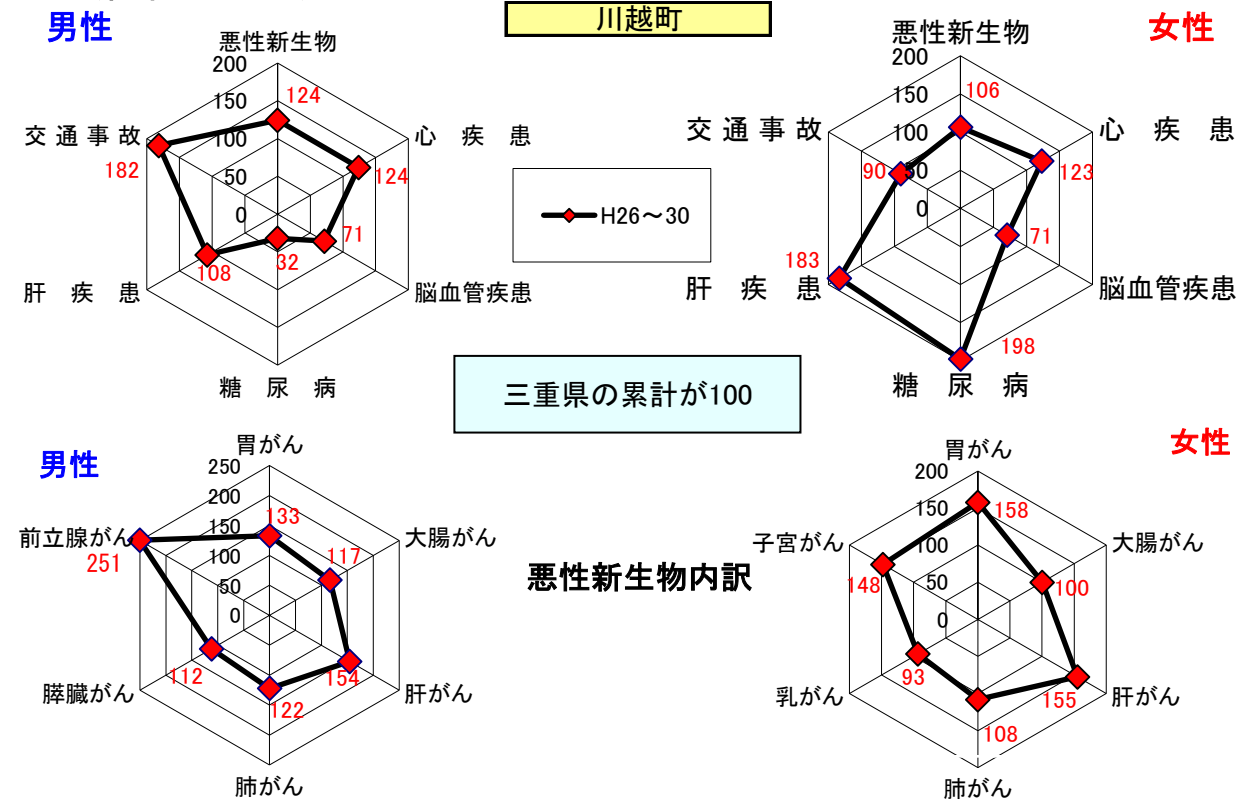 川越町
男性
悪性新生物
200
150
100
50
0
124
心 疾 患
124
脳血管疾患
71
糖 尿 病
32
肝 疾 患
108
交 通 事 故
182
H26～30
女性
悪性新生物
200
150
100
50
0
106
心 疾 患
123
脳血管疾患
71
糖 尿 病
198
肝 疾 患
183
交 通 事 故
90
三重県の累計が100
男性
胃がん
250
200
150
100
50
0
133
大腸がん
117
肝がん
154
肺がん
122
膵臓がん
112
前立腺がん
251
悪性新生物内訳
女性
胃がん
200
150
100
50
0
158
大腸がん
100
肝がん
155
肺がん
108
乳がん
93
子宮がん
148